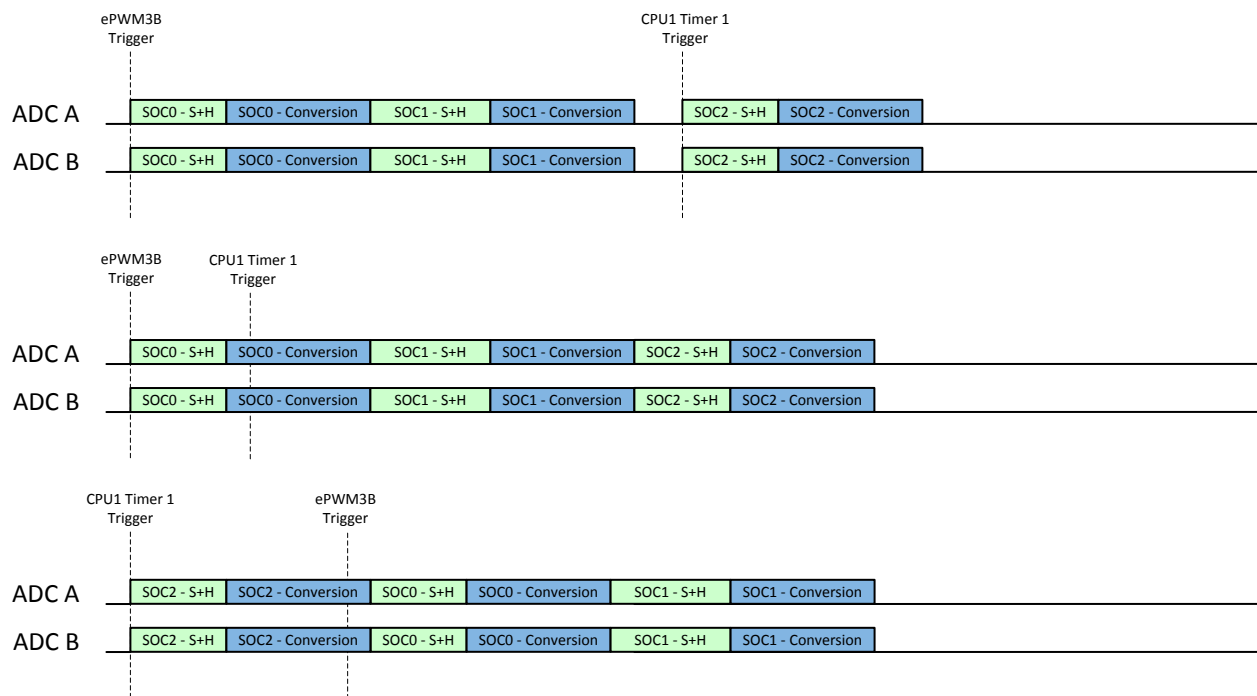 ePWM3B CPU1 Timer 1
Trigger Trigger
ADC A SOC0 - S+H SOC0 - Conversion SOC1 - S+H SOC1 - Conversion SOC2 - S+H SOC2 - Conversion
ADC B SOC0 - S+H SOC0 - Conversion SOC1 - S+H SOC1 - Conversion SOC2 - S+H SOC2 - Conversion
ePWM3B CPU1 Timer 1
Trigger Trigger
ADC A SOC0 - S+H SOC0 - Conversion SOC1 - S+H SOC1 - Conversion SOC2 - S+H SOC2 - Conversion
ADC B SOC0 - S+H SOC0 - Conversion SOC1 - S+H SOC1 - Conversion SOC2 - S+H SOC2 - Conversion
CPU1 Timer 1 ePWM3B
Trigger Trigger
ADC A SOC2 - S+H SOC2 - Conversion SOC0 - S+H SOC0 - Conversion SOC1 - S+H SOC1 - Conversion
ADC B SOC2 - S+H SOC2 - Conversion SOC0 - S+H SOC0 - Conversion SOC1 - S+H SOC1 - Conversion